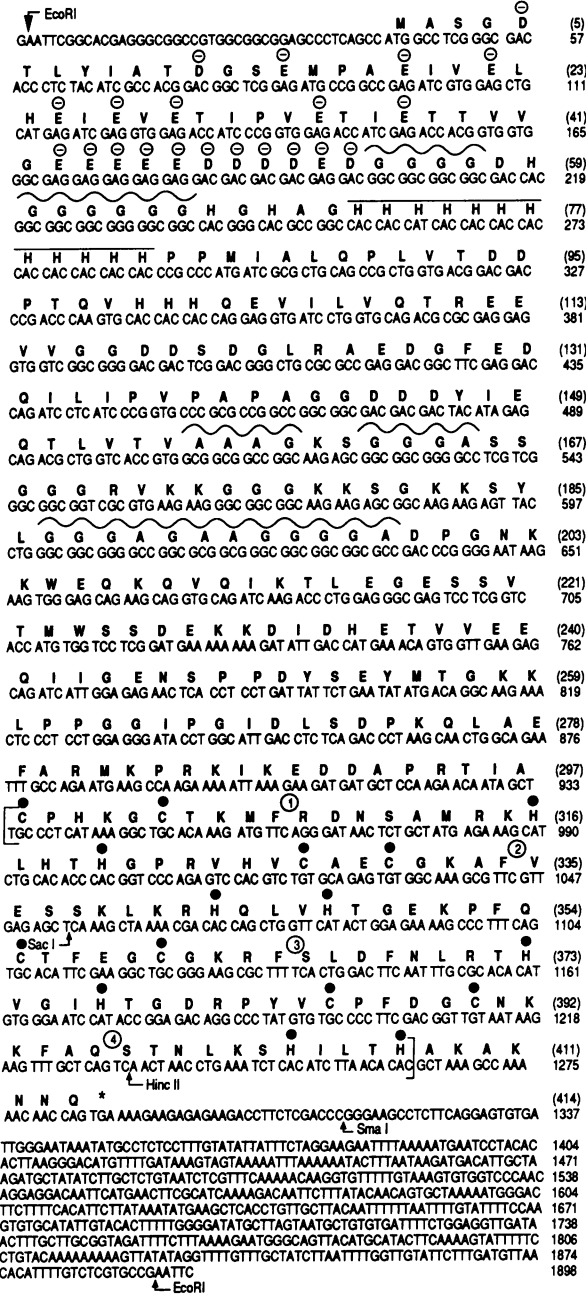 EcoRI
M A S G D (5)
GAATTCGGCACGAGGGCGGCCGTGGCGGCGGAGCCCTCAGCCATGGCCTCG GGC GAC 57
T L Y I A T D G S E M P A E I V E L (23)
ACC CTC TAC ATC GCC ACG GAC GGC TCG GAG ATG CCG GCC GAG ATC GTG GAG CTG 111
H E I E V E T I P V E T I E T T V V (41)
CAT GAG ATC GAG GTG GAG ACC ATC CCG GTG GAG ACC ATC GAG ACC ACG GTG GTG 165
G E E E E E D D D D E D G G G G D H (59)
GGC GAG GAG GAG GAG GAG GAC GAC GAC GAC GAG GAC GGC GGC GGC GGC GAC CAC 219
G G G G G G H G H A G H H H H H H (77)
GGC GGC GGC GGG GGC GGC CAC GGG CAC GCC GGC CAC CAC CAT CAC CAC CAC CAC 273
H H H H H P P M I A L Q P L V T D D (95)
CAC CAC CAC CAC CAC CCG CCC ATG ATC GCG CTG CAG CCG CTG GTG ACG GAC GAC 327
P T Q V H H H Q E V I L V Q T R E E (113)
CCG ACC CAA GTG CAC CAC CAC CAG GAG GTG ATC CTG GTG CAG ACG CGC GAG GAG 381
V V G G D D S D G L R A E D G F E D (131)
GTG GTC GGC GGG GAC GAC TCG GAC GGG CTG CGC GCC GAG GAC GGC TTC GAG GAC 435
Q I L I P V P A P A G G D D D Y I E (149)
CAG ATC CTC ATC CCG GTG CCC GCG CCG GCC GGC GGC GAC GAC GAC TAC ATA GAG 489
Q T L V T V A A A G K S G G G A S S (167)
CAG ACG CTG GTC ACC GTG GCG GCG GCC GGC AAG AGC GGC GGC GGG GCC TCG TCG 543
G G G R V K K G G G K K S G K K S Y (185)
GGC GGC GGT CGC GTG AAG AAG GGC GGC GGC AAG AAG AGC GGC AAG AAG AGT TAC 597
L G G G A G A A G G G G A D P G N K (203)
CTG GGC GGC GGG GCC GGC GCG GCG GGC GGC GGC GGC GCC GAC CCG GGG AAT AAG 651
K W E Q K Q V Q I K T L E G E S S V (221)
AAG TGG GAG CAG AAG CAG GTG CAG ATC AAG ACC CTG GAG GGC GAG TCC TCG GTC 705
T M W S S D E K K D I D H E T V V E E (240)
ACC ATG TGG TCC TCG GAT GAA AAA AAA GAT ATT GAC CAT GAA ACA GTG GTT GAA GAG 762
Q I I G E N S P P D Y S E Y M T G K K (259)
CAG ATC ATT GGA GAG AAC TCA CCT CCT GAT TAT TCT GAA TAT ATG ACA GGC AAG AAA 819
L P P G G I P G I D L S D P K Q L A E (278)
CTC CCT CCT GGA GGG ATA CCT GGC ATT GAC CTC TCA GAC CCT AAG CAA CTG GCA GAA 876
F A R M K P R K I K E D D A P R T I A (297)
TTT GCC AGA ATG AAG CCA AGA AAA ATT AAA GAA GAT GAT GCT CCA AGA ACA ATA GCT 933
1
C P H K G C T K M F R D N S A M R K H (316)
TGC CCT CAT AAA GGC TGC ACA AAG ATG TTC AGG GAT AAC TCT GCT ATG AGA AAG CAT 990
2
L H T H G P R V H V C A E C G K A F V (335)
CTG CAC ACC CAC GGT CCC AGA GTC CAC GTC TGT GCA GAG TGT GGC AAA GCG TTC GTT 1047
E S S K L K R H Q L V H T G E K P F Q (354)
GAG AGC TCA AAG CTA AAA CGA CAC CAG CTG GTT CAT ACT GGA GAA AAG CCC TTT CAG 1104
Sac I 3
C T F E G C G K R F S L D F N L R T H (373)
TGC ACA TTC GAA GGC TGC GGG AAA CGC TTT TCA CTG GAC TTC AAT TTG CGC ACA CAT 1161
V G I H T G D R P Y V C P F D G C N K (392)
GTG GGA ATC CAT ACC GGA GAC AGG CCC TAT GTG TGC CCC TTC GAC GGT TGT AAT AAG 1218
4
K F A Q S T N L K S H I L T H A K A K (411)
AAG TTT GCT CAG TCA ACT AAC CTG AAA TCT CAC ATC TTA ACA CAC GCT AAA GCC AAA 1275
Hinc II
N N Q * (414)
AAC AAC CAG TGAAAAGAAGAGAGAAGACCTTCTCGACCCGGGAAGCCTCTTCAGGAGTGTGA 1337
Sma I
TTGGGAATAAATATGCCTCTCCTTTGTATATTATTTCTAGGAAGAATTTTAAAAATGAATCCTACAC 1404
ACTTAAGGGACATGTTTTGATAAAGTAGTAAAAATTTAAAAAATACTTTAATAAGATGACATTGCTA 1471
AGATGCTATATCTTGCTCTGTAATCTCGTTTCAAAAACAAGGTGTTTTTGTAAAGTGTGGTCCCAAC 1538
AGGAGGACAATTCATGAACTTCGCATCAAAAGACAATTCTTTATACAACAGTGCTAAAAATGGGAC 1604
TTCTTTTCACATTCTTATAAATATGAAGCTCACCTGTTGCTTACAATTTTTTTAATTTTGTATTTTCCAA 1671
GTGTGCATATTGTACACTTTTTGGGGATATGCTTAGTAATGCTGTGTGATTTTCTGGAGGTTGATA 1738
ACTTTGCTTGCGGTAGATTTTCTTTAAAAGAATGGGCAGTTACATGCATACTTCAAAAGTATTTTTC 1806
CTGTACAAAAAAAAAGTTATATAGGTTTTGTTTGCTATCTTAATTTTGGTTGTATTCTTTGATGTTAA 1874
CACATTTTGTCTCGTGCCGAATTC 1898
EcoRI